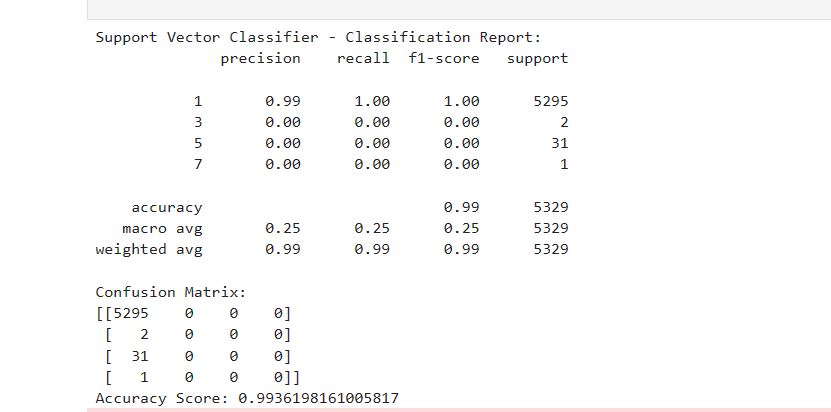 Support Vector Classifier - Classification Report:
precision recall f1-score support
1 0.99 1.00 1.00 5295
3 0.00 0.00 0.00 2
5 0.00 0.00 0.00 31
7 0.00 0.00 0.00 1
accuracy 0.99 5329
macro avg 0.25 0.25 0.25 5329
weighted avg 0.99 0.99 0.99 5329
Confusion Matrix:
[[5295 0 0 0]
[ 2 0 0 0]
[ 31 0 0 0]
[ 1 0 0 0]]
Accuracy Score: 0.9936198161005817